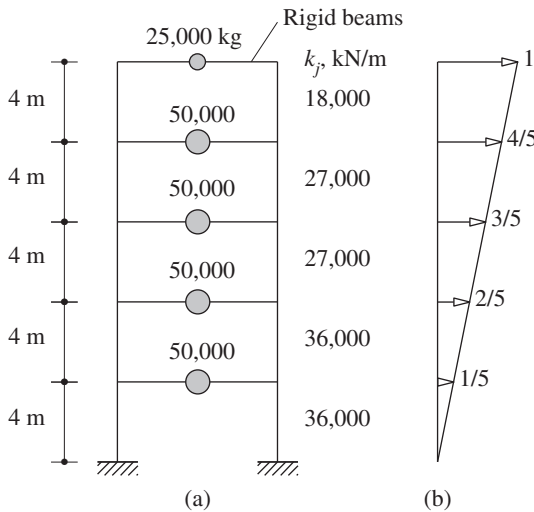 Rigid beams
25,000 kg
k_j, kN/m
1
4 m
18,000
50,000
4/5
4 m
27,000
50,000
3/5
4 m
27,000
50,000
2/5
4 m
36,000
50,000
1/5
4 m
36,000
(a)
(b)